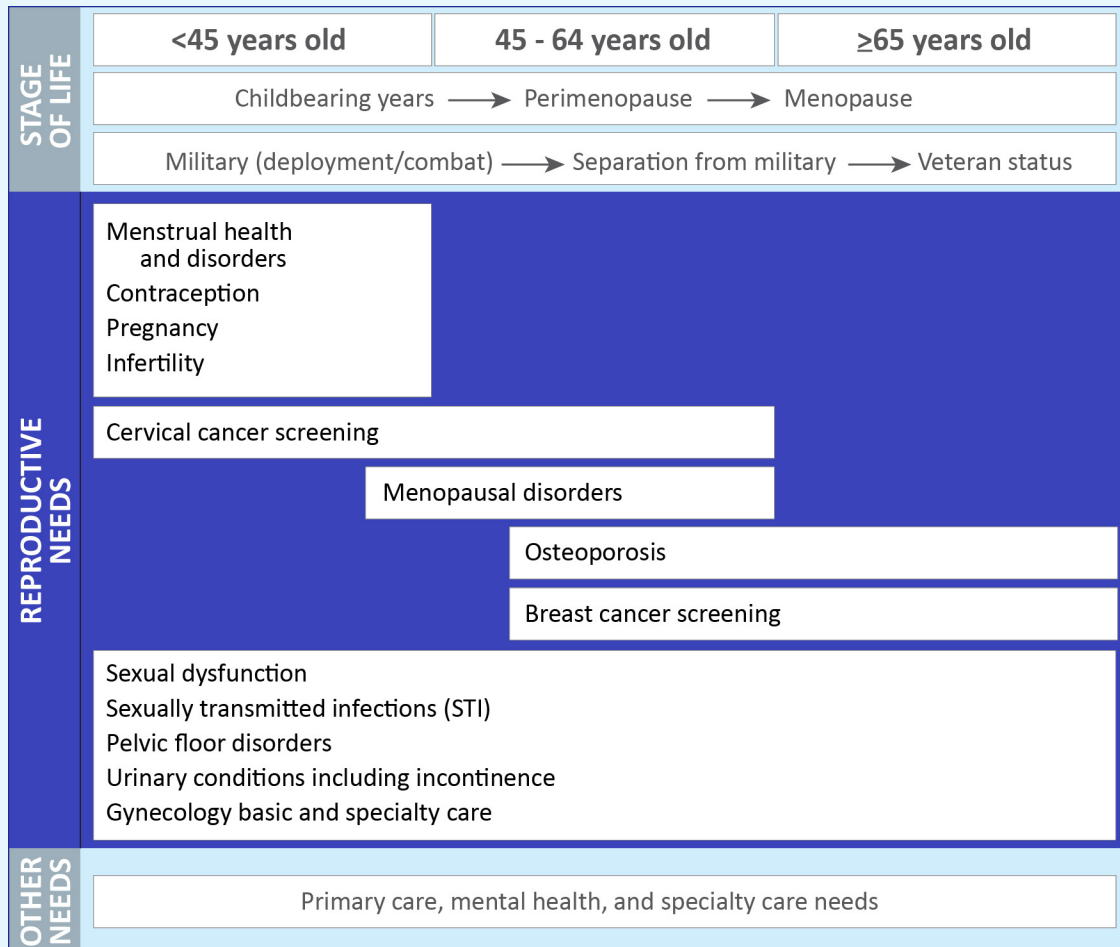 STAGE
OF LIFE
<45 years old
45 - 64 years old
≥65 years old
Childbearing years → Perimenopause → Menopause
Military (deployment/combat) → Separation from military → Veteran status
REPRODUCTIVE
NEEDS
Menstrual health
and disorders
Contraception
Pregnancy
Infertility
Cervical cancer screening
Menopausal disorders
Osteoporosis
Breast cancer screening
Sexual dysfunction
Sexually transmitted infections (STI)
Pelvic floor disorders
Urinary conditions including incontinence
Gynecology basic and specialty care
OTHER
NEEDS
Primary care, mental health, and specialty care needs